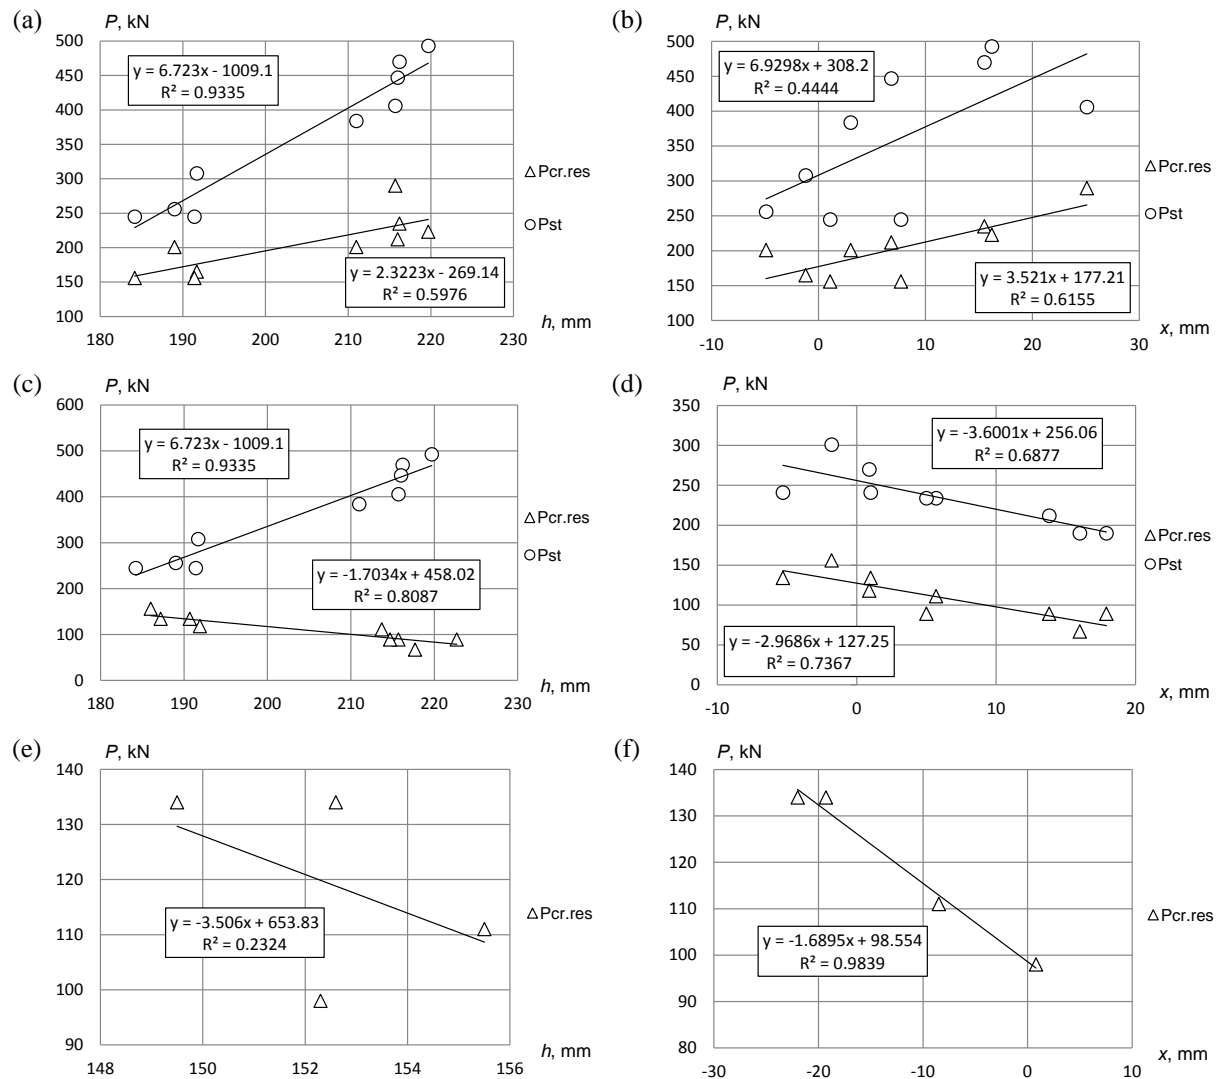 (a)
P, kN
500
450
400
350
300
250
200
150
100
180
190
200
210
220
230
h, mm
y = 6.723x - 1009.1
R² = 0.9335
y = 2.3223x - 269.14
R² = 0.5976
Pcr.res
Pst
(b)
P, kN
500
450
400
350
300
250
200
150
100
-10
0
10
20
30
x, mm
y = 6.9298x + 308.2
R² = 0.4444
y = 3.521x + 177.21
R² = 0.6155
Pcr.res
Pst
(c)
P, kN
600
500
400
300
200
100
0
180
190
200
210
220
230
h, mm
y = 6.723x - 1009.1
R² = 0.9335
y = -1.7034x + 458.02
R² = 0.8087
Pcr.res
Pst
(d)
P, kN
350
300
250
200
150
100
50
0
-10
0
10
20
x, mm
y = -3.6001x + 256.06
R² = 0.6877
y = -2.9686x + 127.25
R² = 0.7367
Pcr.res
Pst
(e)
P, kN
140
130
120
110
100
90
148
150
152
154
156
h, mm
y = -3.506x + 653.83
R² = 0.2324
Pcr.res
(f)
P, kN
140
130
120
110
100
90
80
-30
-20
-10
0
10
x, mm
y = -1.6895x + 98.554
R² = 0.9839
Pcr.res